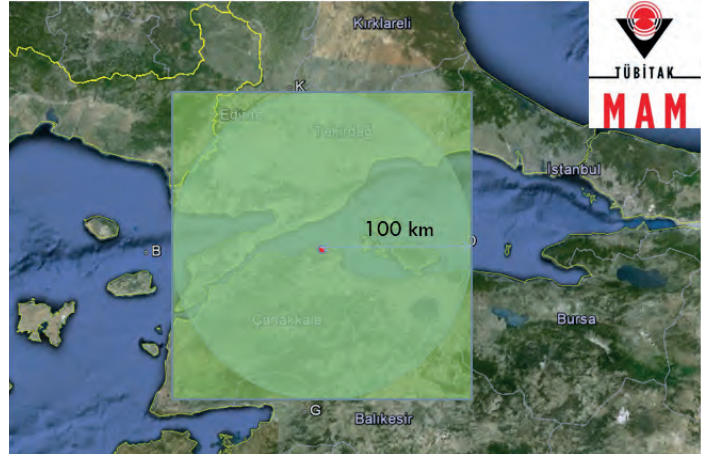 Kırklareli
TÜBİTAK
MAM
K
Edirne
Tekirdağ
İstanbul
100 km
B
D
Çanakkale
Bursa
G
Balıkesir